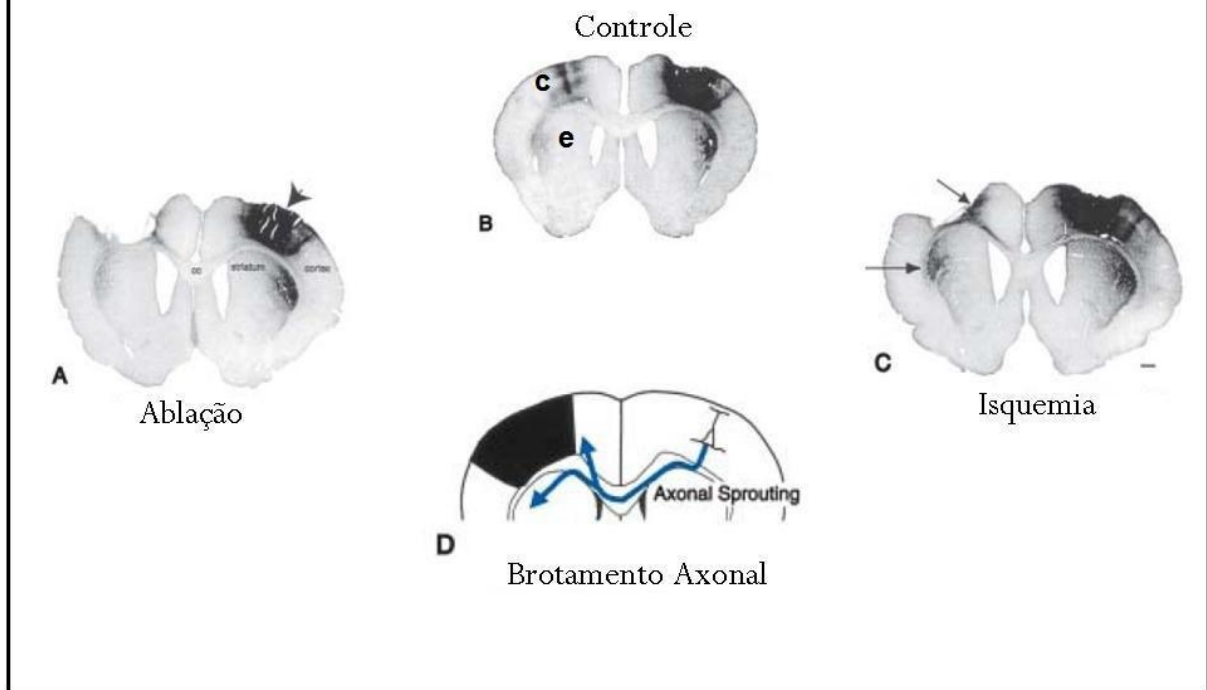 Controle
c
e
B
cc
striatum
cortex
A
Ablação
C
Isquemia
Axonal Sprouting
D
Brotamento Axonal